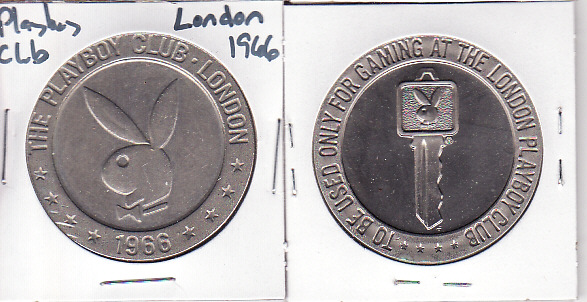 Playboy
Club
London
1966
THE PLAYBOY CLUB · LONDON
★ ★ ★ ★ 1966 ★ ★ ★ ★
TO BE USED ONLY FOR GAMING AT THE LONDON PLAYBOY CLUB
★ ★ ★ ★